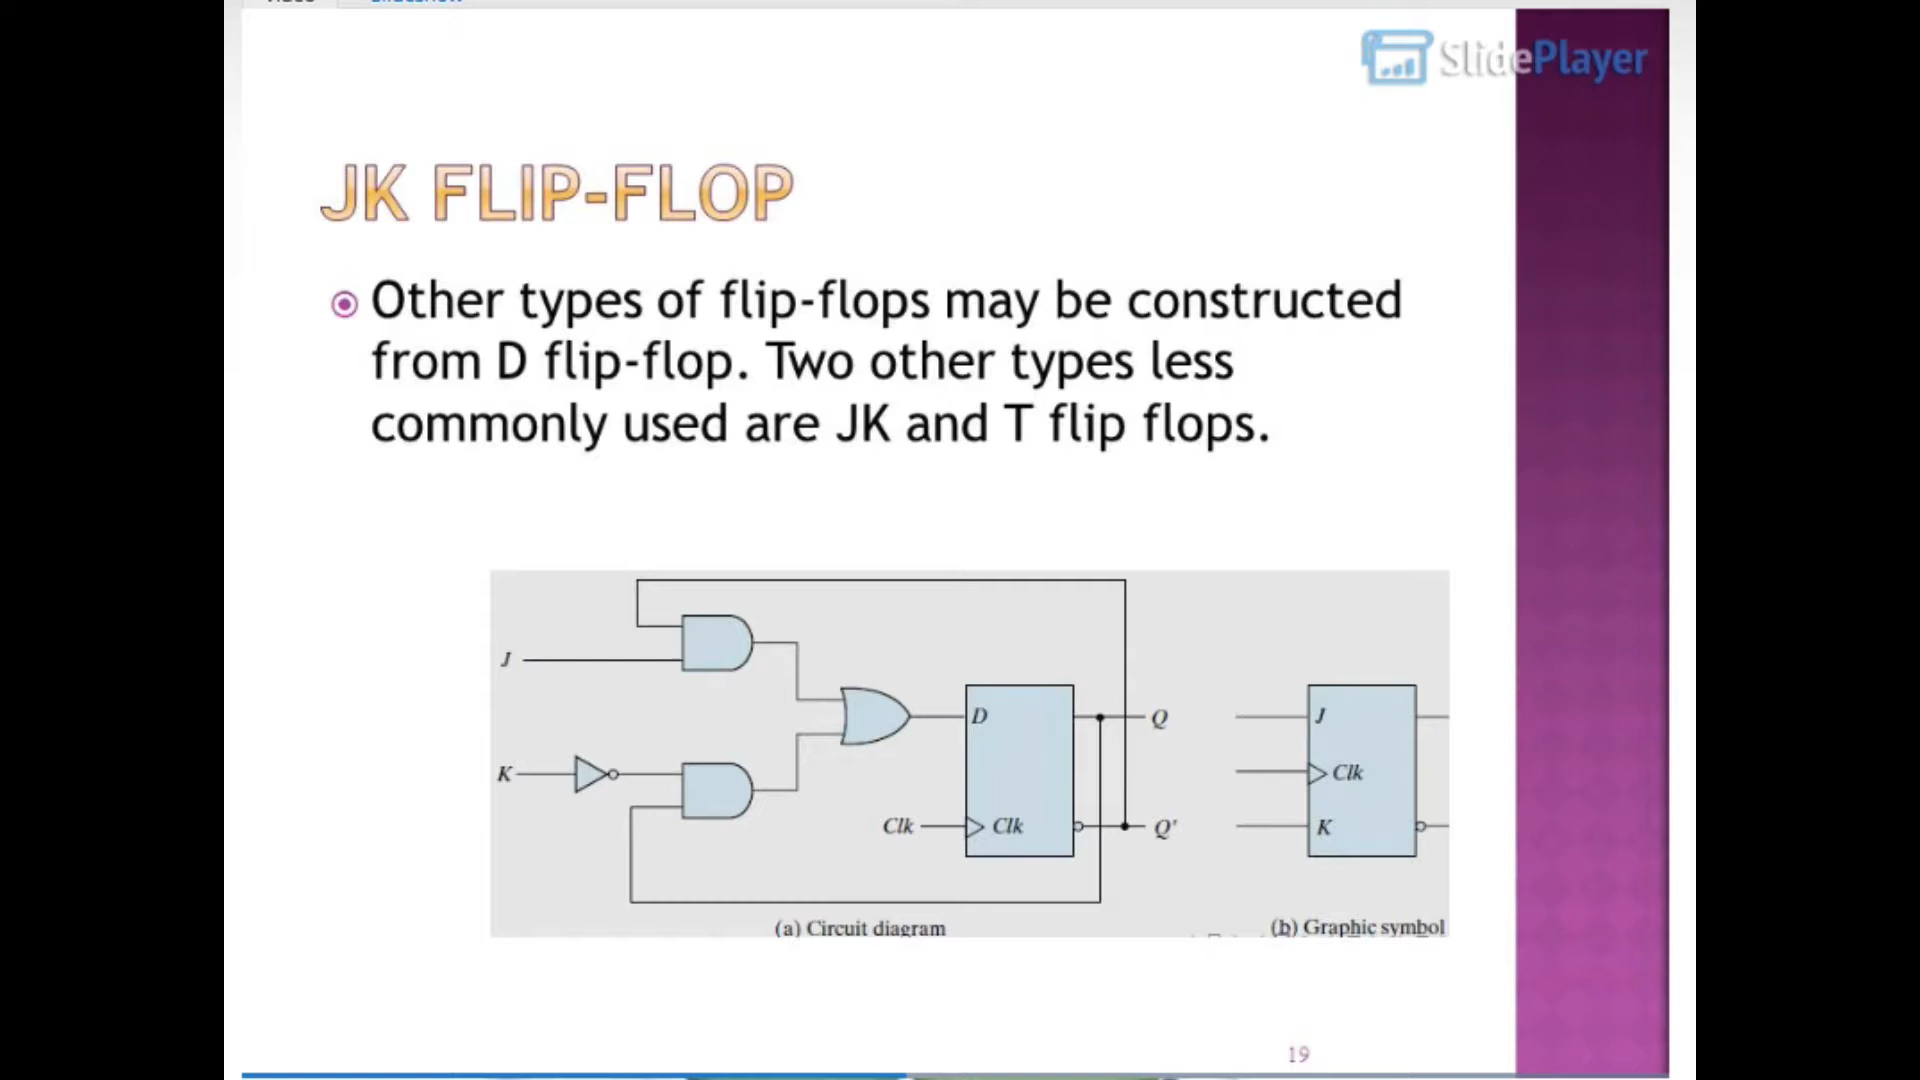 SlidePlayer
JK FLIP-FLOP
Other types of flip-flops may be constructed
from D flip-flop. Two other types less
commonly used are JK and T flip flops.
J
K
D
Clk
Clk
Q
Q'
J
Clk
K
(a) Circuit diagram
(b) Graphic symbol
19